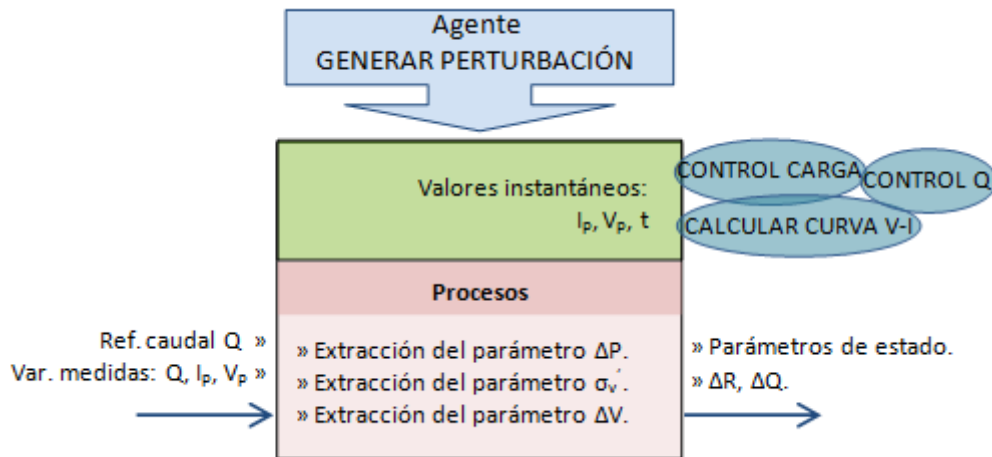 Agente
GENERAR PERTURBACIÓN
Valores instantáneos:
Iₚ, Vₚ, t
CONTROL CARGA
CONTROL Q
CALCULAR CURVA V-I
Procesos
Ref. caudal Q »
Var. medidas: Q, Iₚ, Vₚ »
» Extracción del parámetro ΔP.
» Extracción del parámetro σᵥ´.
» Extracción del parámetro ΔV.
» Parámetros de estado.
» ΔR, ΔQ.